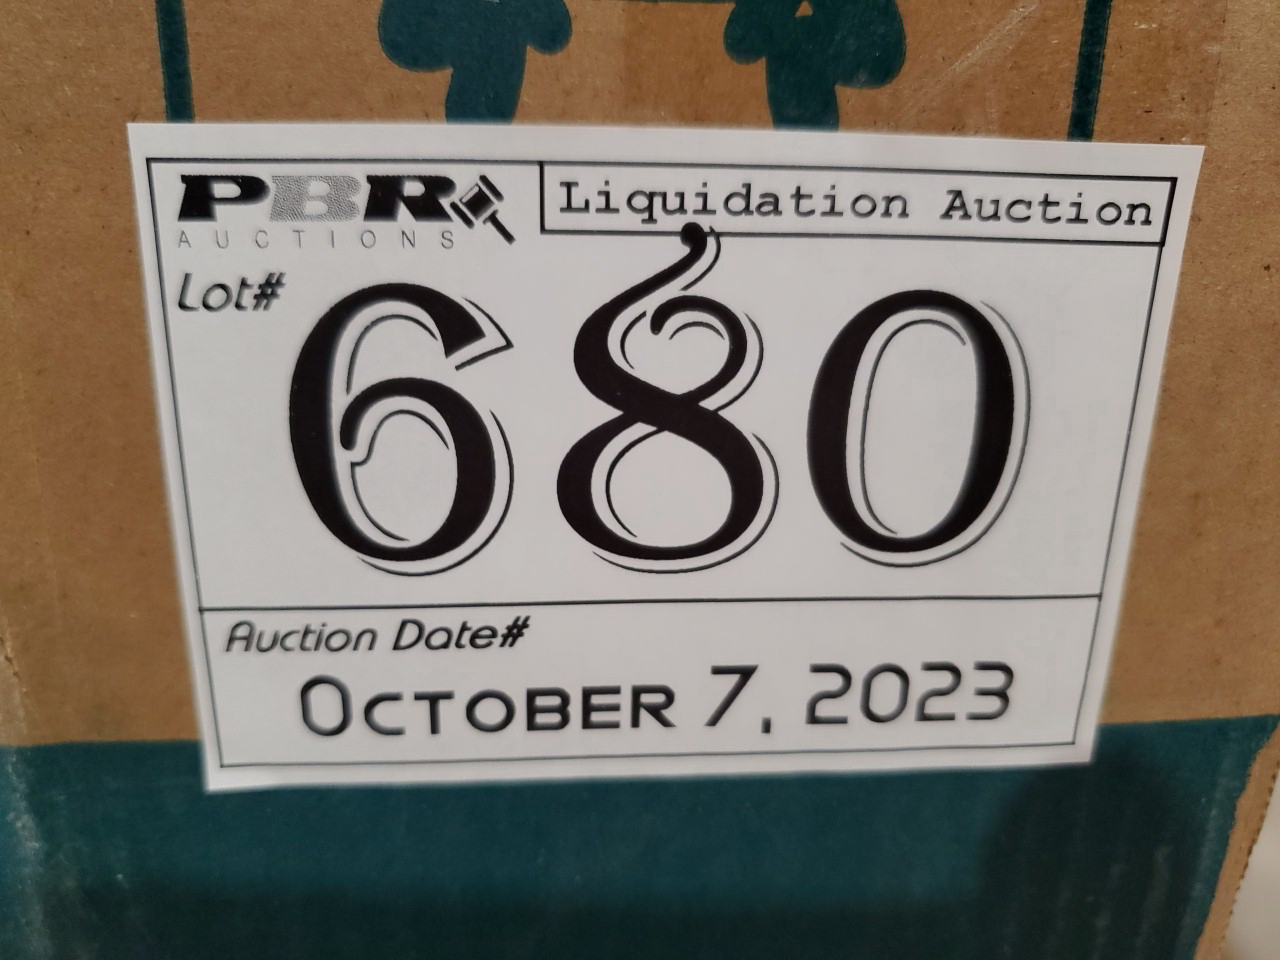 PBR
AUCTIONS
Liquidation Auction
Lot#
680
Auction Date#
October 7, 2023